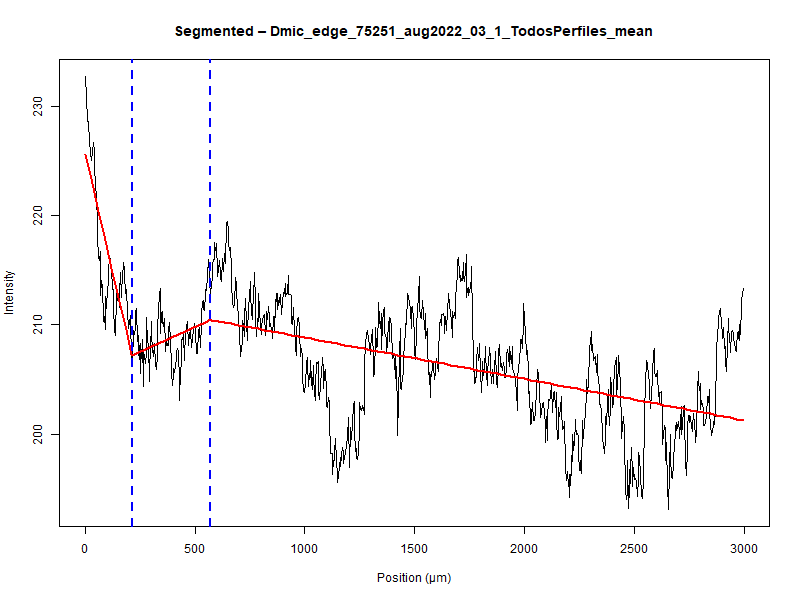 Segmented – Dmic_edge_75251_aug2022_03_1_TodosPerfiles_mean
Intensity
230
220
210
200
0 500 1000 1500 2000 2500 3000
Position (µm)